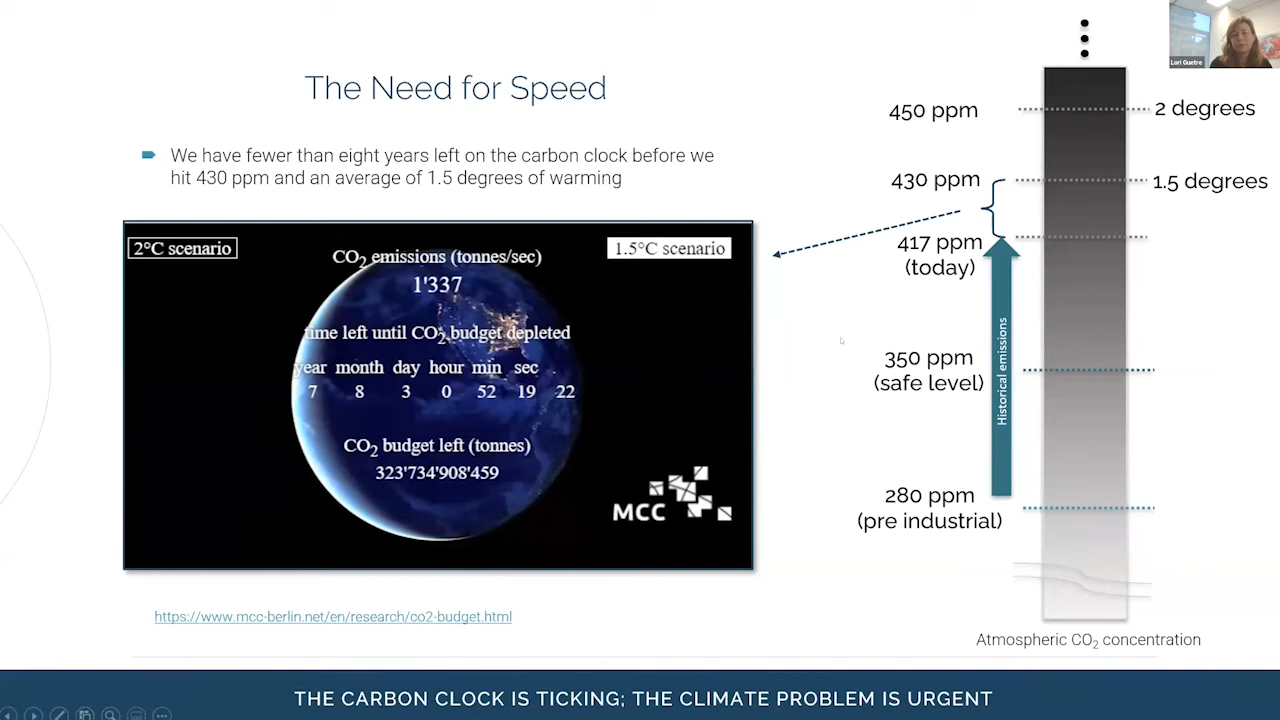 The Need for Speed
We have fewer than eight years left on the carbon clock before we
hit 430 ppm and an average of 1.5 degrees of warming
2°C scenario
1.5°C scenario
CO₂ emissions (tonnes/sec)
1'337
time left until CO₂ budget depleted
year month day hour min sec .
7 8 3 0 52 19 22
CO₂ budget left (tonnes)
323'734'908'459
MCC
https://www.mcc-berlin.net/en/research/co2-budget.html
450 ppm
2 degrees
430 ppm
1.5 degrees
417 ppm
(today)
Historical emissions
350 ppm
(safe level)
280 ppm
(pre industrial)
Atmospheric CO₂ concentration
Lori Guetre
THE CARBON CLOCK IS TICKING; THE CLIMATE PROBLEM IS URGENT